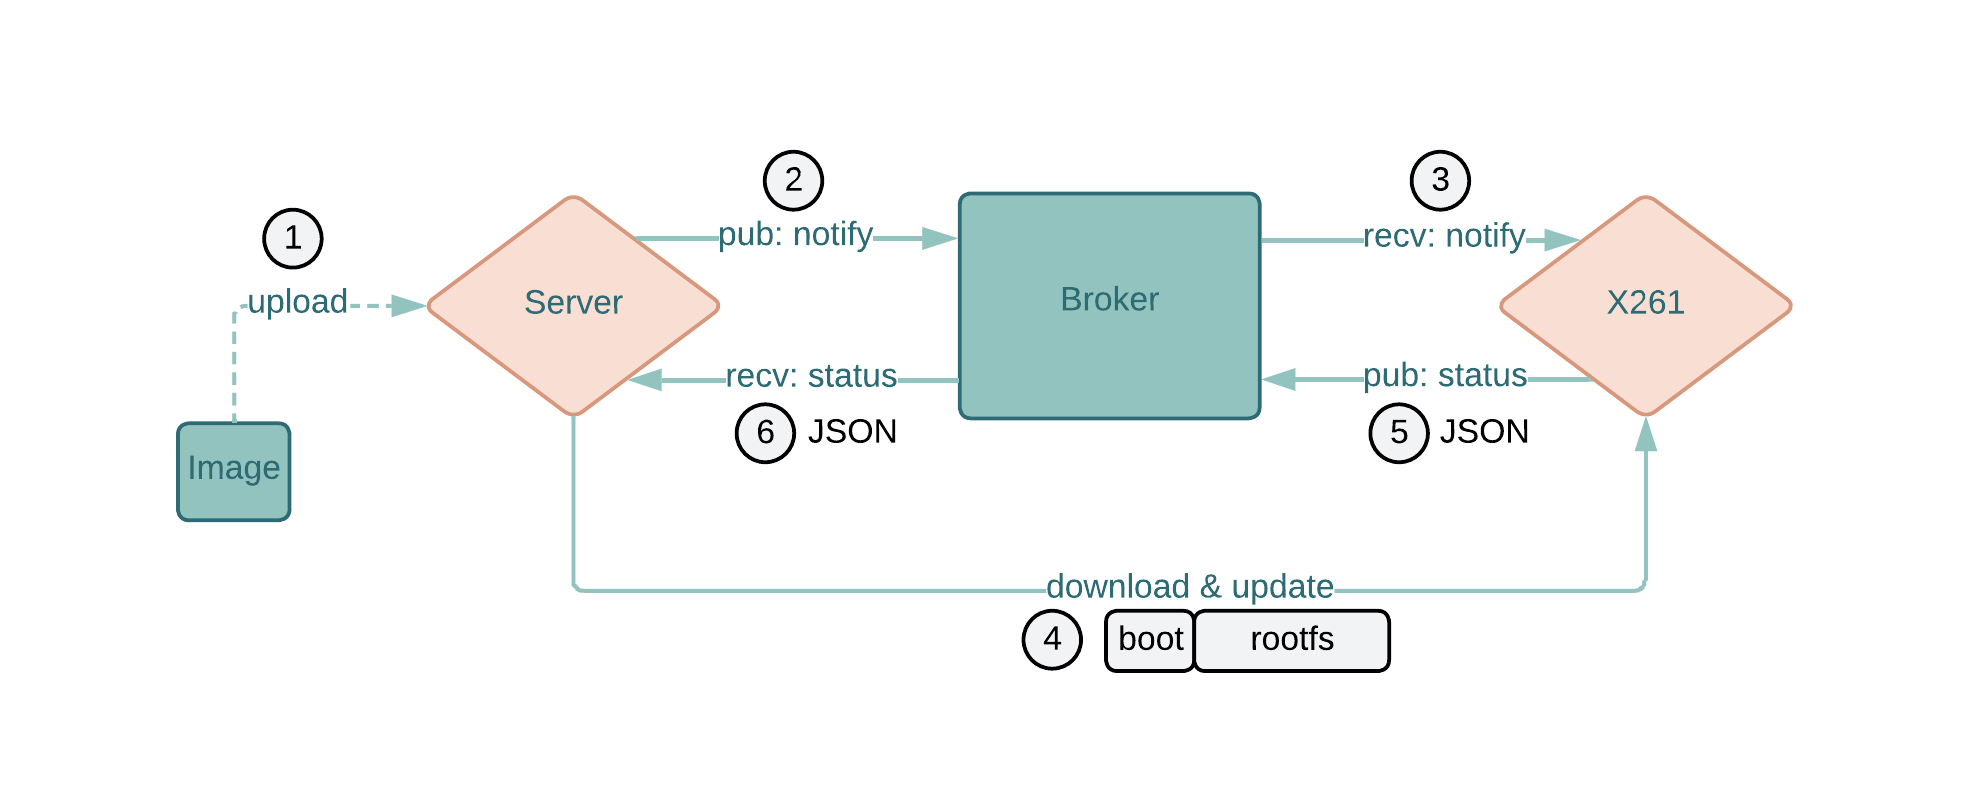 1
upload
Image
Server
2
pub: notify
Broker
3
recv: notify
X261
4
download & update
boot
rootfs
pub: status
5
JSON
recv: status
6
JSON